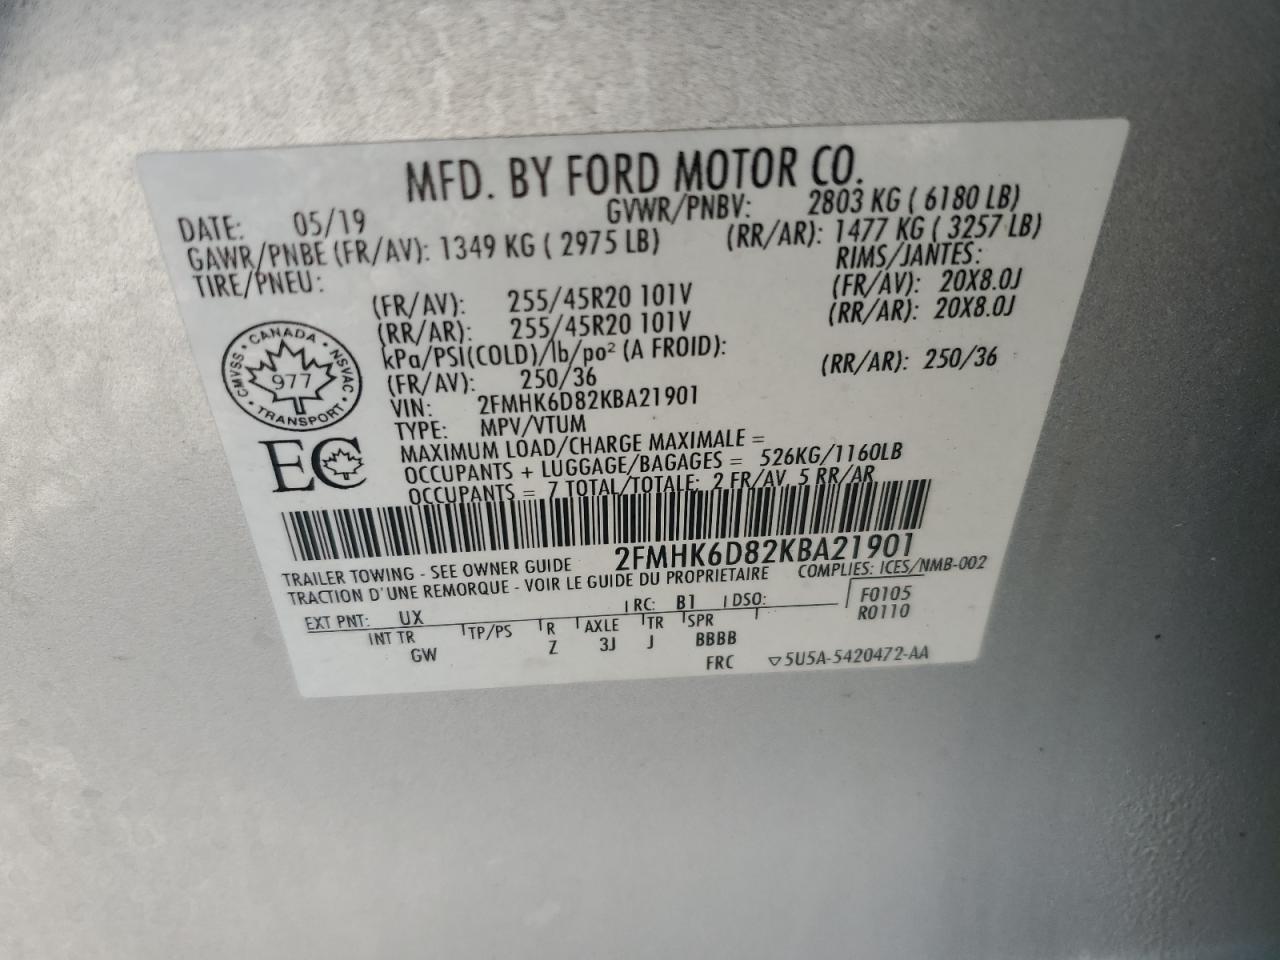 MFD. BY FORD MOTOR CO.
DATE: 05/19 GVWR/PNBV: 2803 KG ( 6180 LB)
GAWR/PNBE (FR/AV): 1349 KG ( 2975 LB) (RR/AR): 1477 KG ( 3257 LB)
TIRE/PNEU: RIMS/JANTES:
(FR/AV): 255/45R20 101V (FR/AV): 20X8.0J
(RR/AR): 255/45R20 101V (RR/AR): 20X8.0J
kPa/PSI(COLD)/lb/po² (A FROID):
(FR/AV): 250/36 (RR/AR): 250/36
VIN: 2FMHK6D82KBA21901
TYPE: MPV/VTUM
MAXIMUM LOAD/CHARGE MAXIMALE =
OCCUPANTS + LUGGAGE/BAGAGES = 526KG/1160LB
OCCUPANTS = 7 TOTAL/TOTALE: 2 FR/AV 5 RR/AR
CANADA · NSVAC · TRANSPORT · CMVSS ·
977
EC
2FMHK6D82KBA21901
TRAILER TOWING - SEE OWNER GUIDE COMPLIES: ICES/NMB-002
TRACTION D'UNE REMORQUE - VOIR LE GUIDE DU PROPRIETAIRE
EXT PNT: UX RC: B1 DSO: F0105
R0110
INT TR TP/PS R AXLE TR SPR
GW Z 3J J BBBB
FRC ▽5U5A-5420472-AA